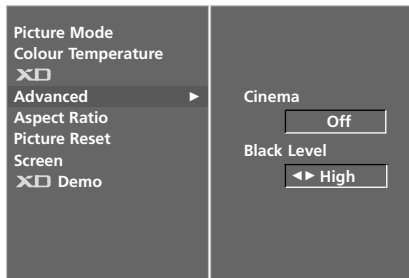 Picture Mode
Colour Temperature
XD
Advanced ►
Aspect Ratio
Picture Reset
Screen
XD Demo
Cinema
Off
Black Level
◄► High